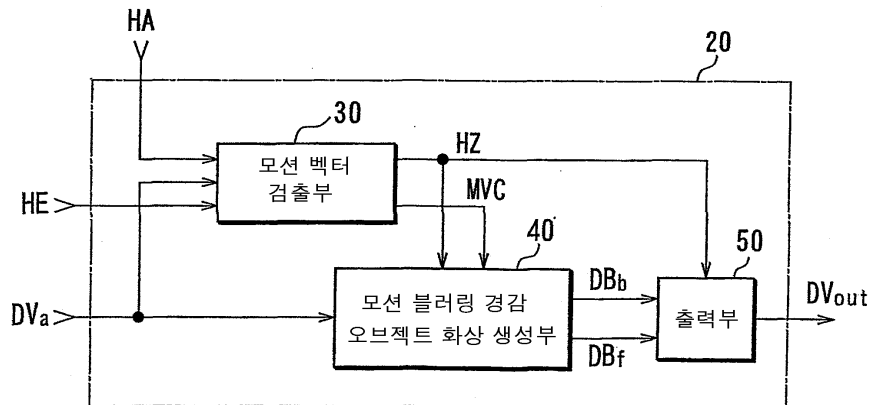 HA
20
30
모션 벡터
검출부
HZ
MVC
HE
40
50
DVa
모션 블러링 경감
오브젝트 화상 생성부
DBb
DBf
출력부
DVout